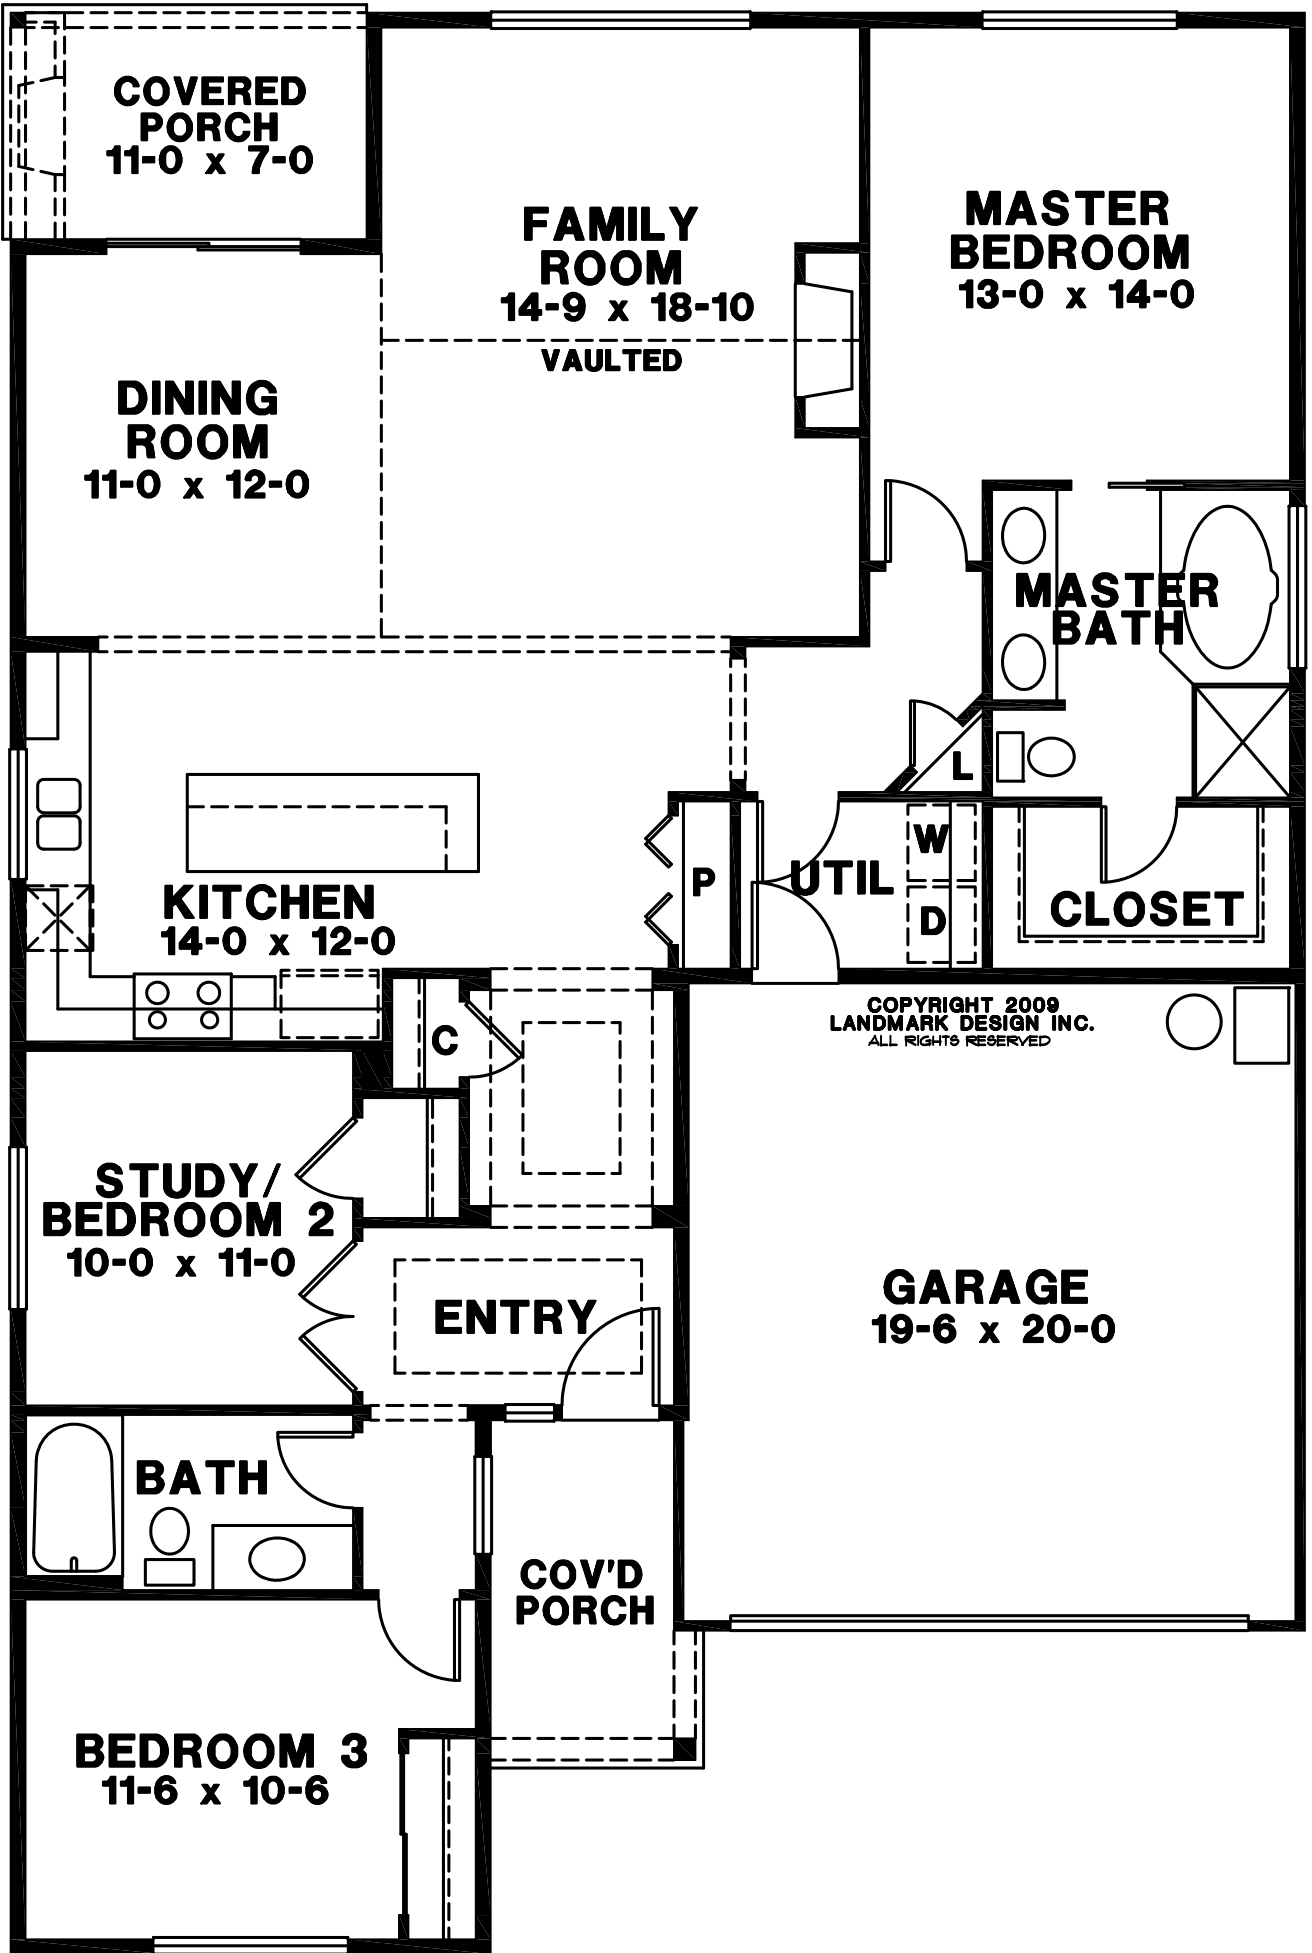 COVERED
PORCH
11-0 x 7-0
FAMILY
ROOM
14-9 x 18-10
VAULTED
MASTER
BEDROOM
13-0 x 14-0
DINING
ROOM
11-0 x 12-0
MASTER
BATH
L
W
D
UTIL
P
CLOSET
KITCHEN
14-0 x 12-0
C
COPYRIGHT 2009
LANDMARK DESIGN INC.
ALL RIGHTS RESERVED
STUDY/
BEDROOM 2
10-0 x 11-0
ENTRY
GARAGE
19-6 x 20-0
BATH
COV'D
PORCH
BEDROOM 3
11-6 x 10-6